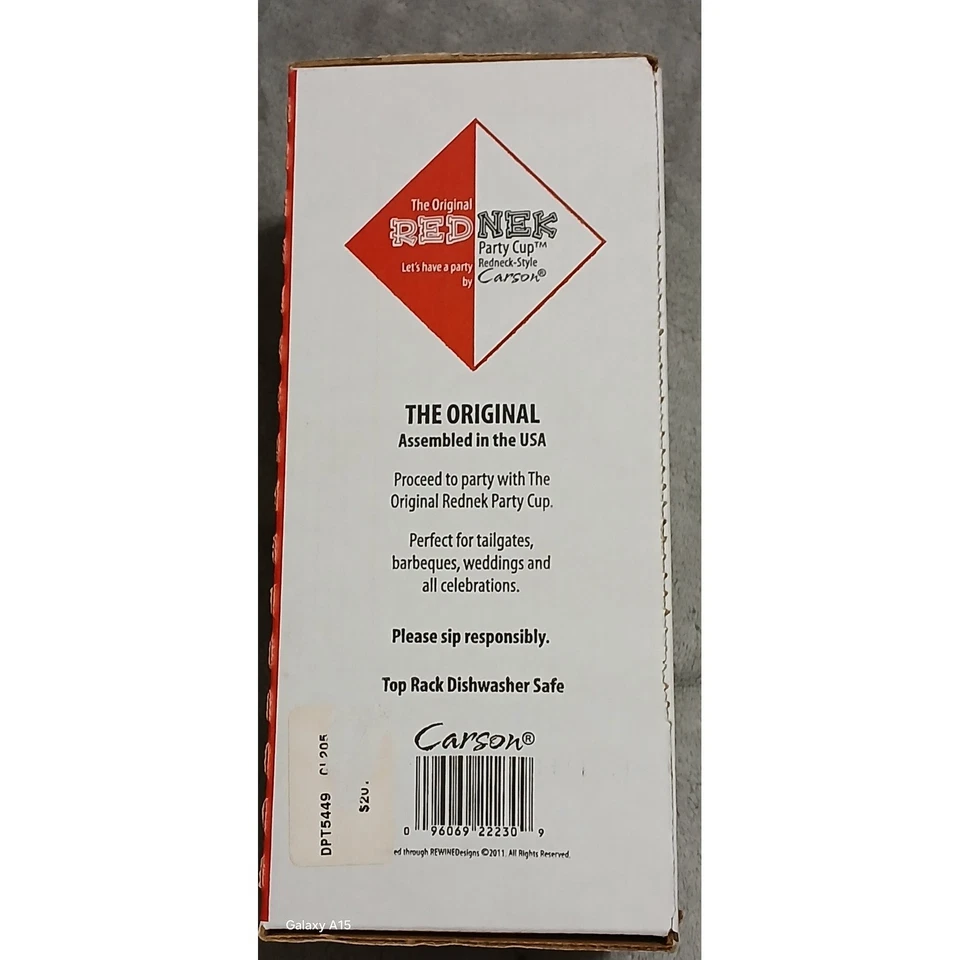 The Original
REDNEK
Party Cup™
Let's have a party
Redneck-Style
by Carson®
THE ORIGINAL
Assembled in the USA
Proceed to party with The
Original Rednek Party Cup.
Perfect for tailgates,
barbeques, weddings and
all celebrations.
Please sip responsibly.
Top Rack Dishwasher Safe
Carson®
DPT5449
0 96069 22230 9
through REWINEDesigns ©2011. All Rights Reserved.
Galaxy A15